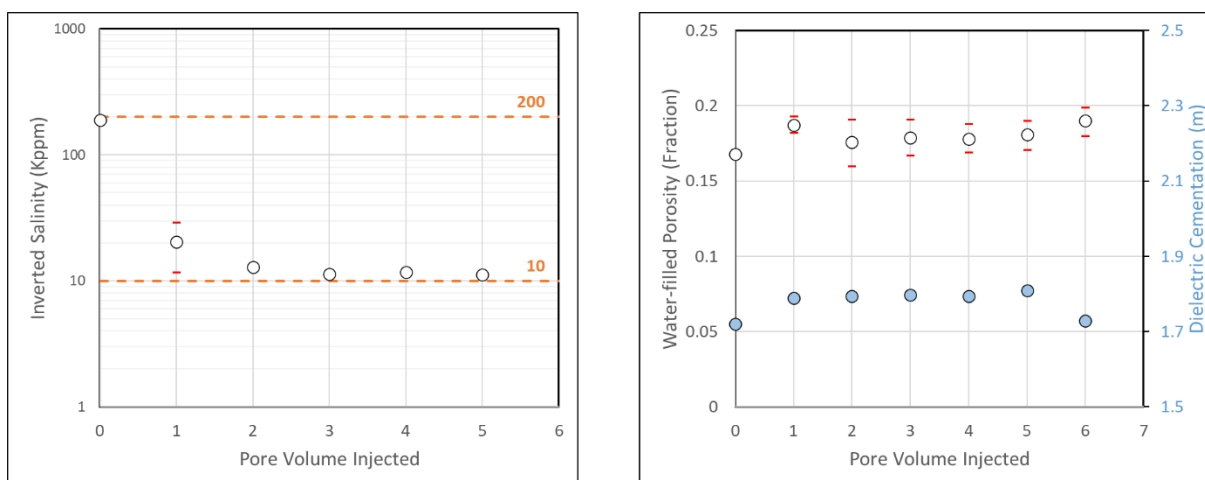 1000
100
10
1
200
10
0 1 2 3 4 5 6
Pore Volume Injected
Inverted Salinity (Kppm)
0.25
0.2
0.15
0.1
0.05
0
2.5
2.3
2.1
1.9
1.7
1.5
0 1 2 3 4 5 6 7
Pore Volume Injected
Water-filled Porosity (Fraction)
Dielectric Cementation (m)